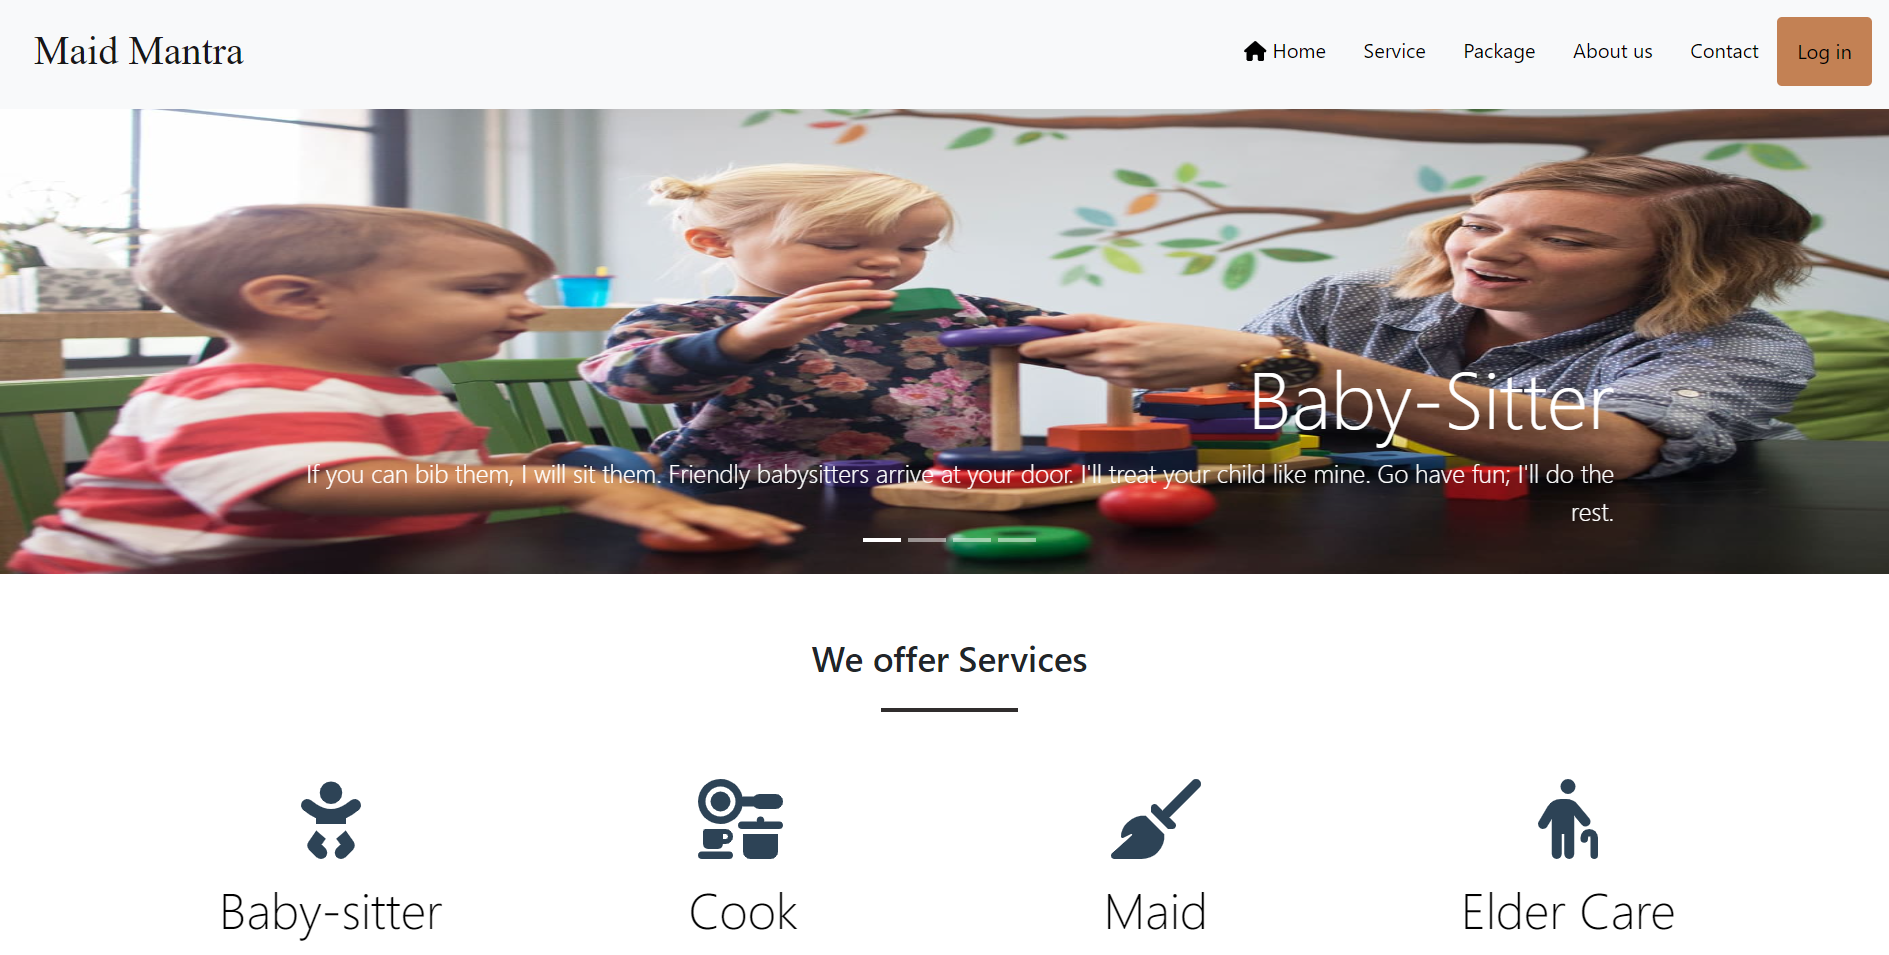 Maid Mantra
Home Service Package About us Contact Log in
Baby-Sitter
If you can bib them, I will sit them. Friendly babysitters arrive at your door. I'll treat your child like mine. Go have fun; I'll do the
rest.
We offer Services
Baby-sitter Cook Maid Elder Care